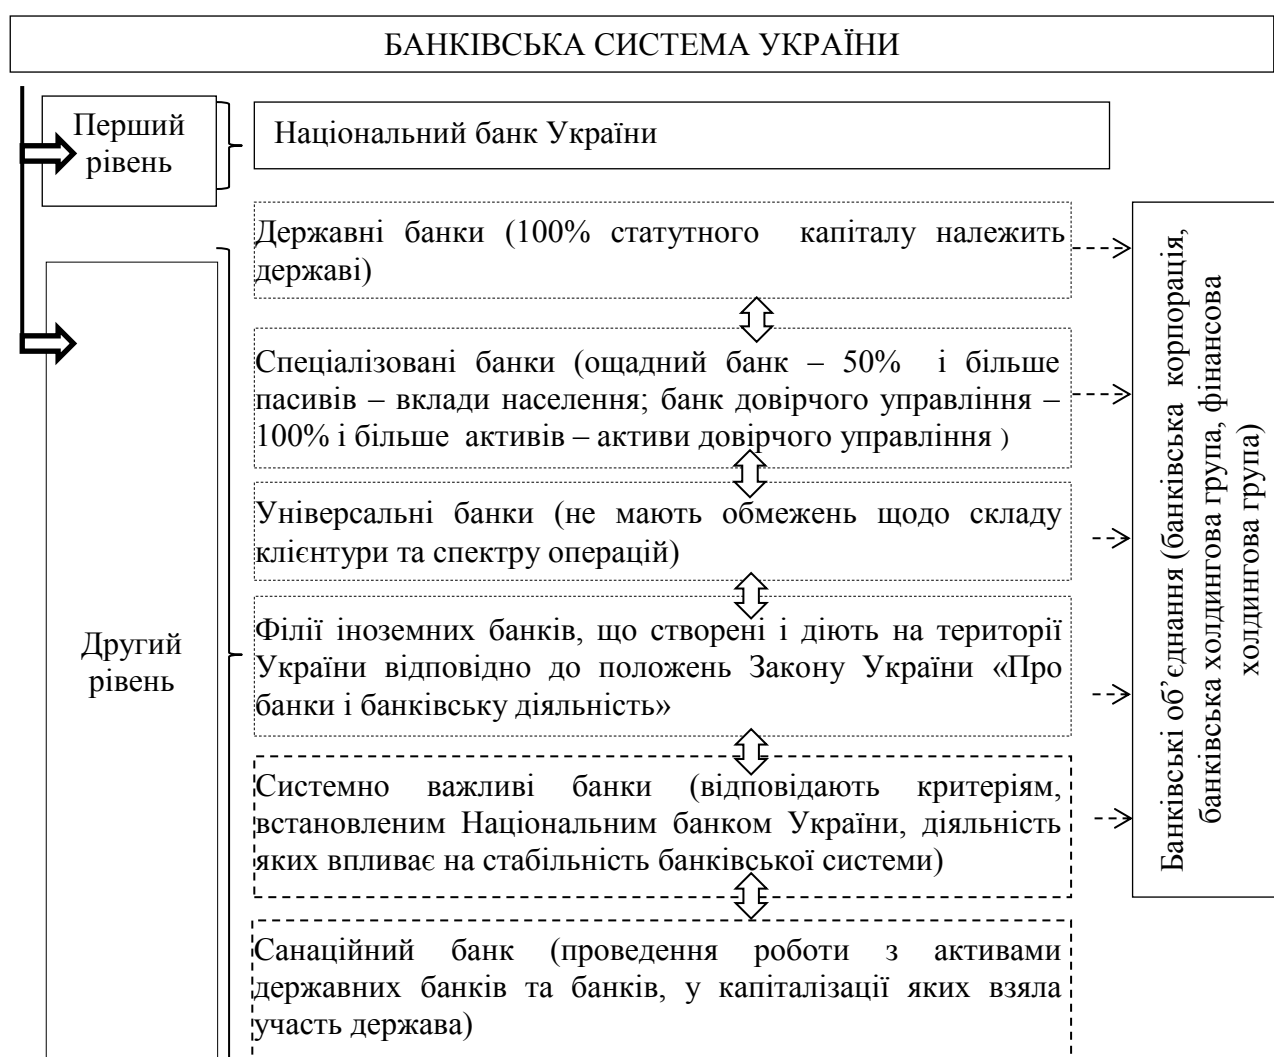 БАНКІВСЬКА СИСТЕМА УКРАЇНИ
Перший
рівень
Національний банк України
Державні банки (100% статутного капіталу належить
державі)
Спеціалізовані банки (ощадний банк – 50% і більше
пасивів – вклади населення; банк довірчого управління –
100% і більше активів – активи довірчого управління )
Універсальні банки (не мають обмежень щодо складу
клієнтури та спектру операцій)
Другий
рівень
Філії іноземних банків, що створені і діють на території
України відповідно до положень Закону України «Про
банки і банківську діяльність»
Системно важливі банки (відповідають критеріям,
встановленим Національним банком України, діяльність
яких впливає на стабільність банківської системи)
Санаційний банк (проведення роботи з активами
державних банків та банків, у капіталізації яких взяла
участь держава)
Банківські об’єднання (банківська корпорація,
банківська холдингова група, фінансова
холдингова група)